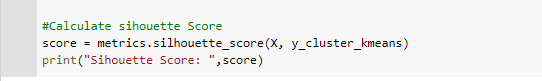 #Calculate sihouette Score
score = metrics.silhouette_score(X, y_cluster_kmeans)
print("Sihouette Score: ",score)